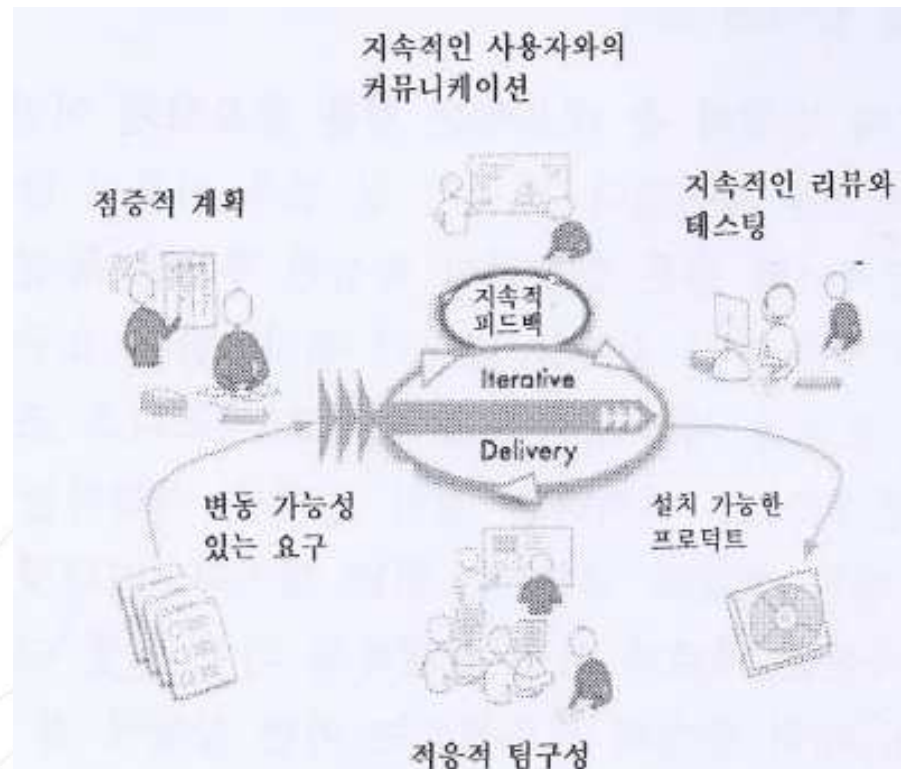 지속적인 사용자와의
커뮤니케이션
점증적 계획
지속적인 리뷰와
테스팅
지속적
피드백
Iterative
Delivery
변동 가능성
있는 요구
설치 가능한
프로덕트
적응적 팀구성